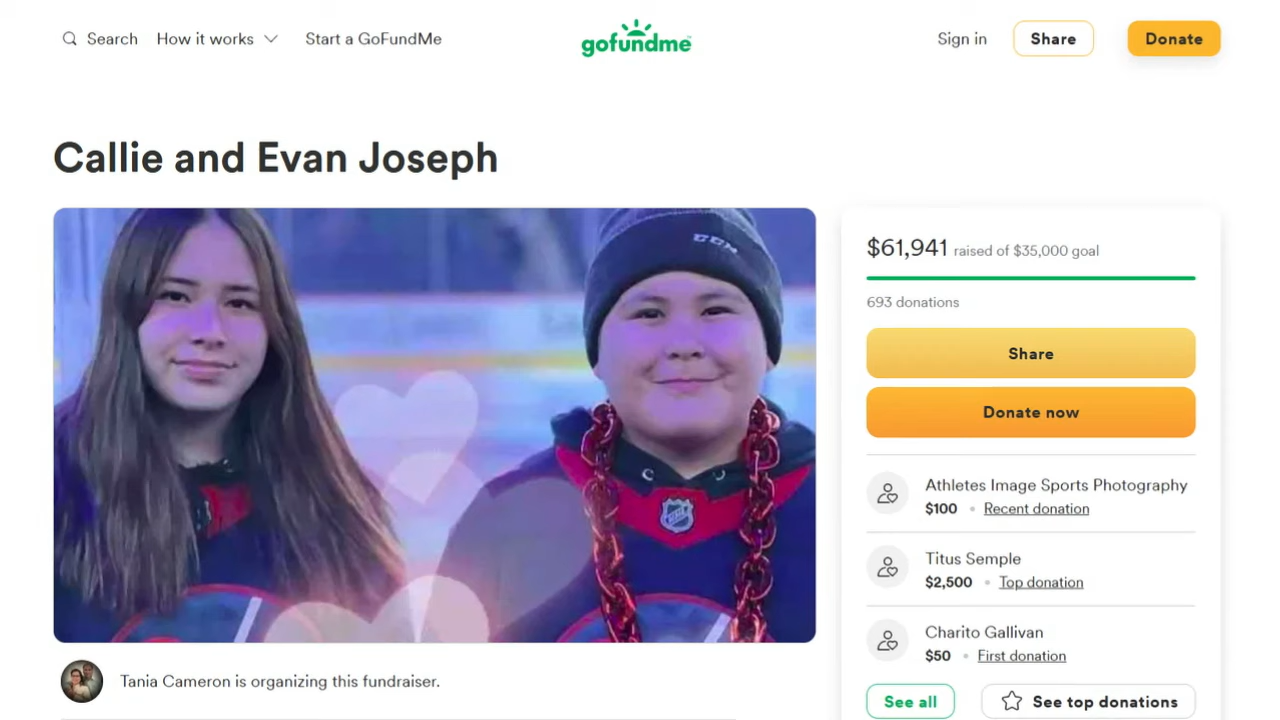 Search How it works Start a GoFundMe gofundme Sign in Share Donate
Callie and Evan Joseph
CCM
NHL
$61,941 raised of $35,000 goal
693 donations
Share
Donate now
Athletes Image Sports Photography
$100 • Recent donation
Titus Semple
$2,500 • Top donation
Charito Gallivan
$50 • First donation
See all See top donations
Tania Cameron is organizing this fundraiser.